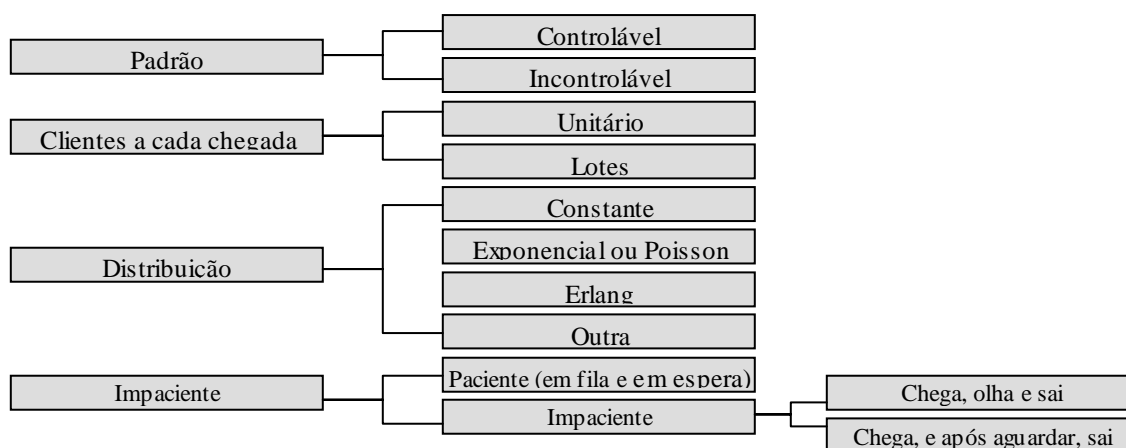 Padrão
Controlável
Incontrolável
Clientes a cada chegada
Unitário
Lotes
Distribuição
Constante
Exponencial ou Poisson
Erlang
Outra
Impaciente
Paciente (em fila e em espera)
Impaciente
Chega, olha e sai
Chega, e após aguardar, sai